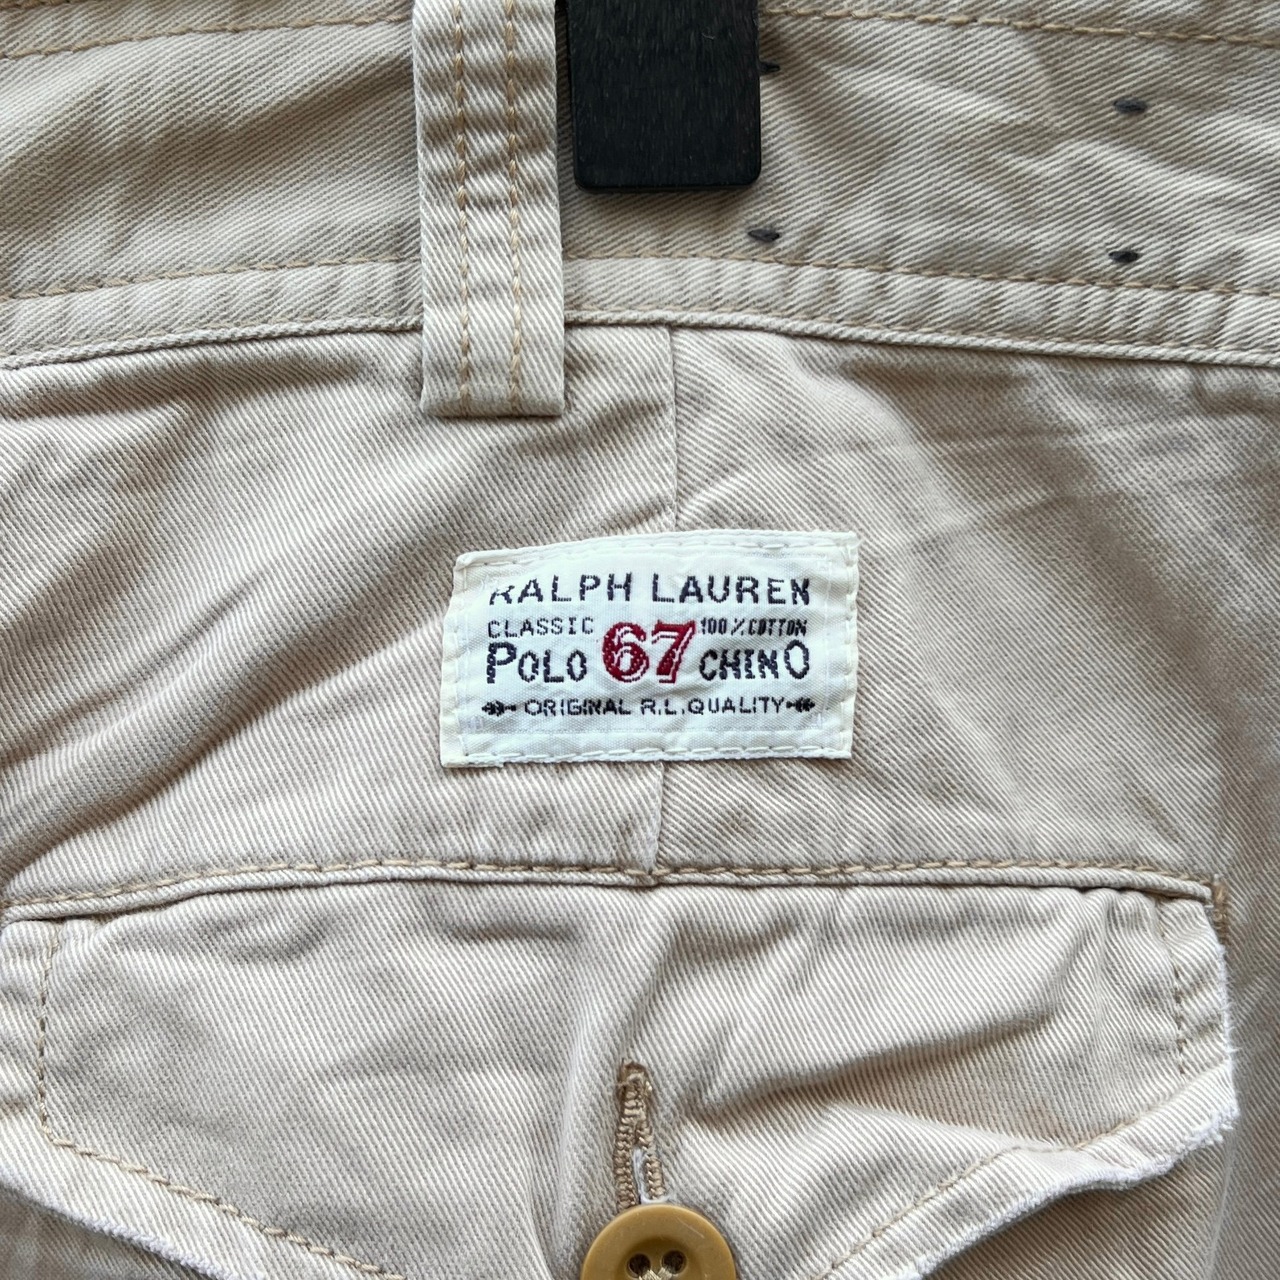 RALPH LAUREN
CLASSIC 67 100% COTTON
POLO CHINO
ORIGINAL R.L. QUALITY